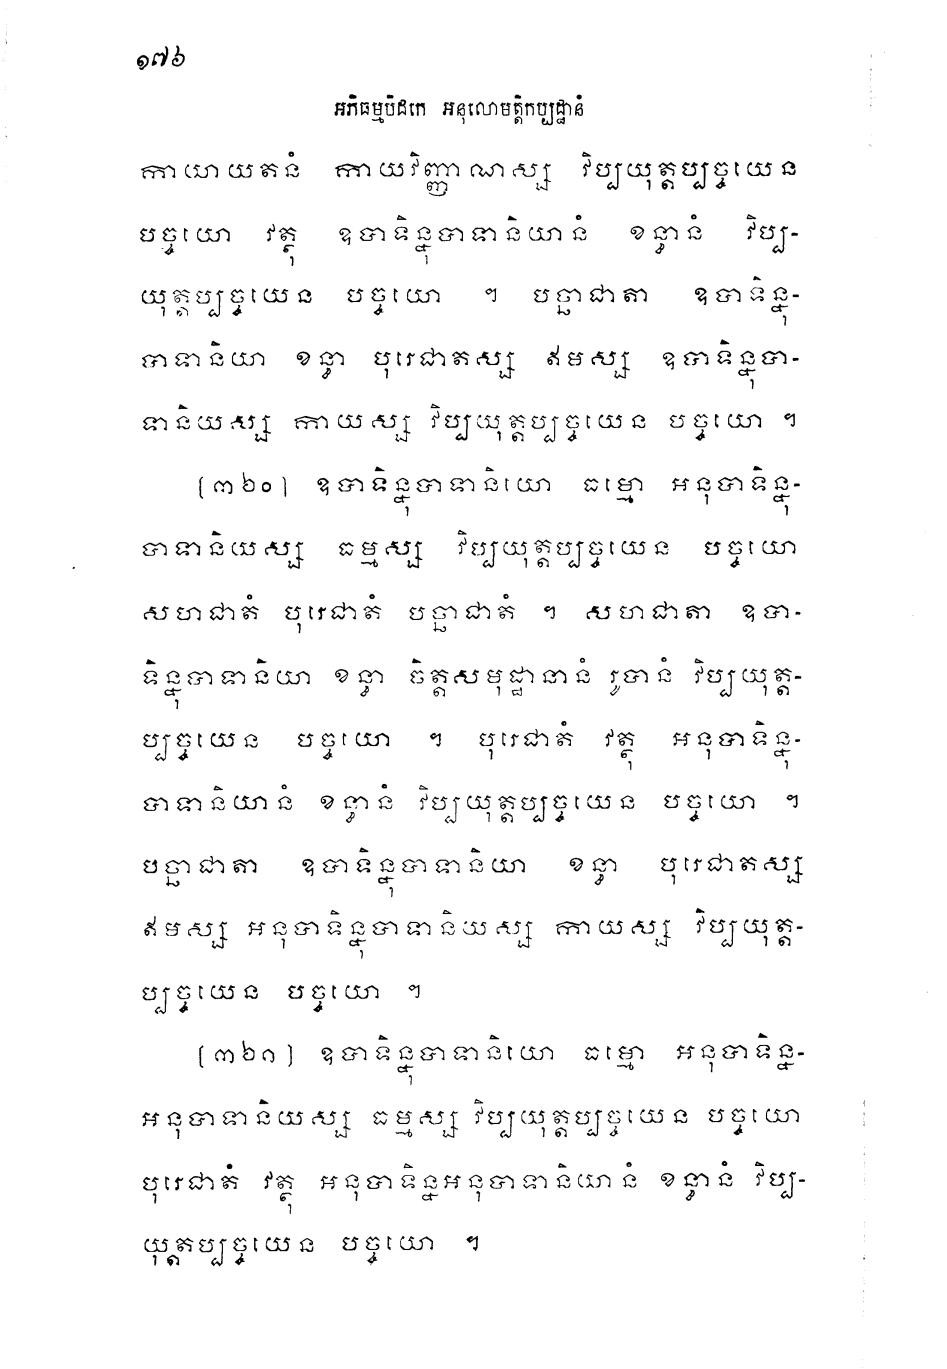 ១៧៦
អភិធម្មបិដកេ អនុលោមត្តិកប្បដ្ឋានំ
កាយាយតនំ កាយវិញ្ញាណស្ស វិប្បយុត្តប្បច្ចយេន
បច្ចយោ វត្ថុ ឧបាទិន្នុបាទានិយានំ ខន្ធានំ វិប្ប-
យុត្តប្បច្ចយេន បច្ចយោ ។ បច្ឆាជាតា ឧបាទិន្នុ-
បាទានិយា ខន្ធា បុរេជាតស្ស ឥមស្ស ឧបាទិន្នុបា-
ទានិយស្ស កាយស្ស វិប្បយុត្តប្បច្ចយេន បច្ចយោ ។
[៣២០] ឧបាទិន្នុបាទានិយោ ធម្មោ អនុបាទិន្នុ-
បាទានិយស្ស ធម្មស្ស វិប្បយុត្តប្បច្ចយេន បច្ចយោ
សហជាតំ បុរេជាតំ បច្ឆាជាតំ ។ សហជាតា ឧបា-
ទិន្នុបាទានិយា ខន្ធា ចិត្តសមុដ្ឋានានំ រូបានំ វិប្បយុត្ត-
ប្បច្ចយេន បច្ចយោ ។ បុរេជាតំ វត្ថុ អនុបាទិន្នុ-
បាទានិយានំ ខន្ធានំ វិប្បយុត្តប្បច្ចយេន បច្ចយោ ។
បច្ឆាជាតា ឧបាទិន្នុបាទានិយា ខន្ធា បុរេជាតស្ស
ឥមស្ស អនុបាទិន្នុបាទានិយស្ស កាយស្ស វិប្បយុត្ត-
ប្បច្ចយេន បច្ចយោ ។
[៣២១] ឧបាទិន្នុបាទានិយោ ធម្មោ អនុបាទិន្ន-
អនុបាទានិយស្ស ធម្មស្ស វិប្បយុត្តប្បច្ចយេន បច្ចយោ
បុរេជាតំ វត្ថុ អនុបាទិន្នអនុបាទានិយានំ ខន្ធានំ វិប្ប-
យុត្តប្បច្ចយេន បច្ចយោ ។